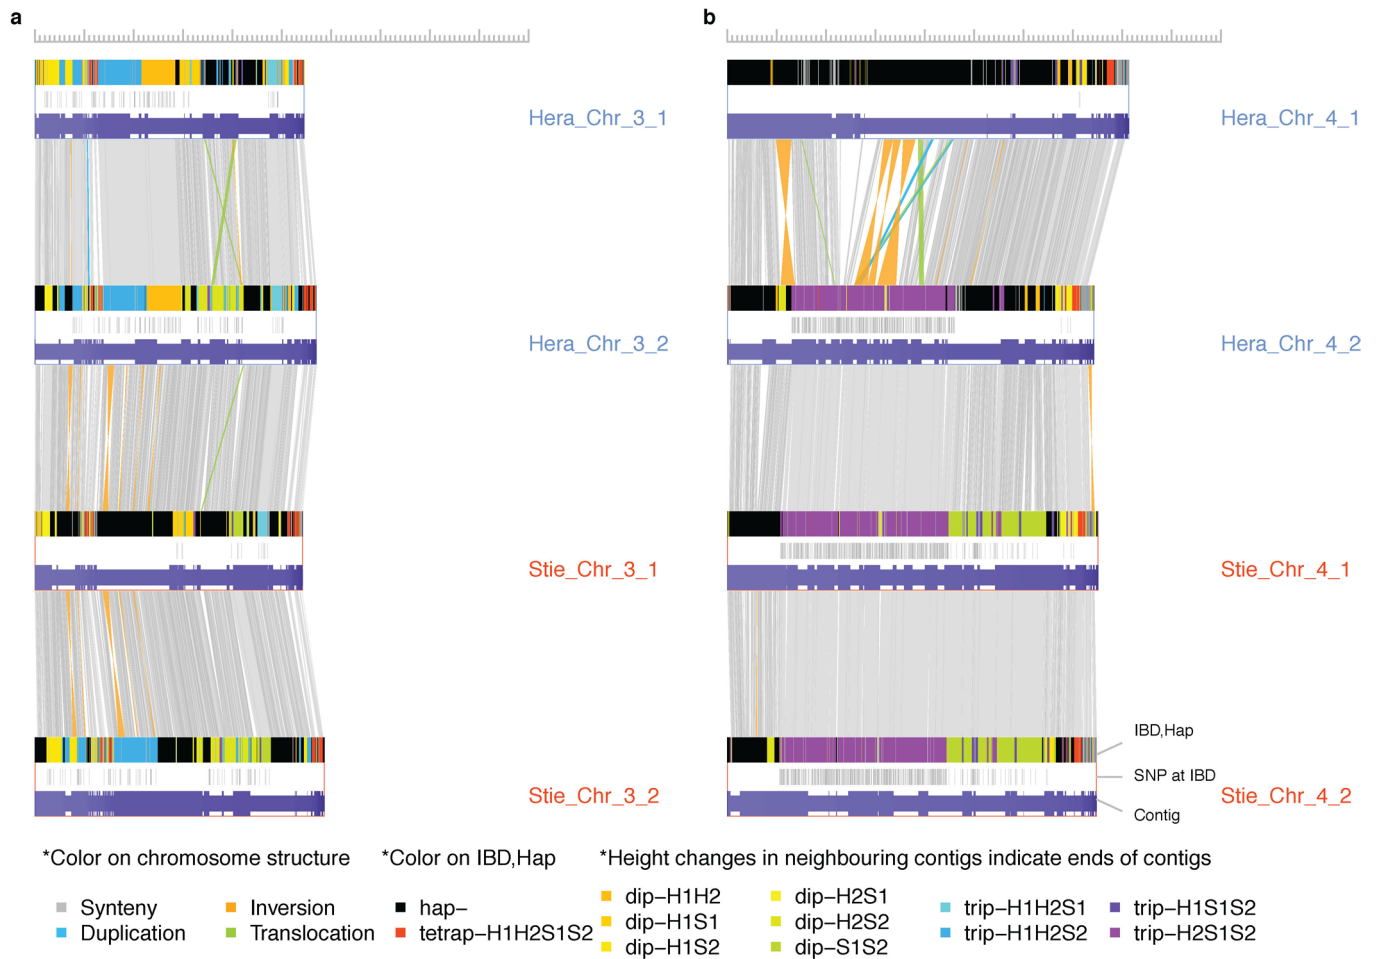 a
b
Hera_Chr_3_1
Hera_Chr_4_1
Hera_Chr_3_2
Hera_Chr_4_2
Stie_Chr_3_1
Stie_Chr_4_1
IBD,Hap
SNP at IBD
Stie_Chr_3_2
Stie_Chr_4_2
Contig
*Color on chromosome structure
*Color on IBD,Hap
*Height changes in neighbouring contigs indicate ends of contigs
Synteny
Inversion
Duplication
Translocation
hap–
tetrap–H1H2S1S2
dip–H1H2
dip–H1S1
dip–H1S2
dip–H2S1
dip–H2S2
dip–S1S2
trip–H1H2S1
trip–H1H2S2
trip–H1S1S2
trip–H2S1S2